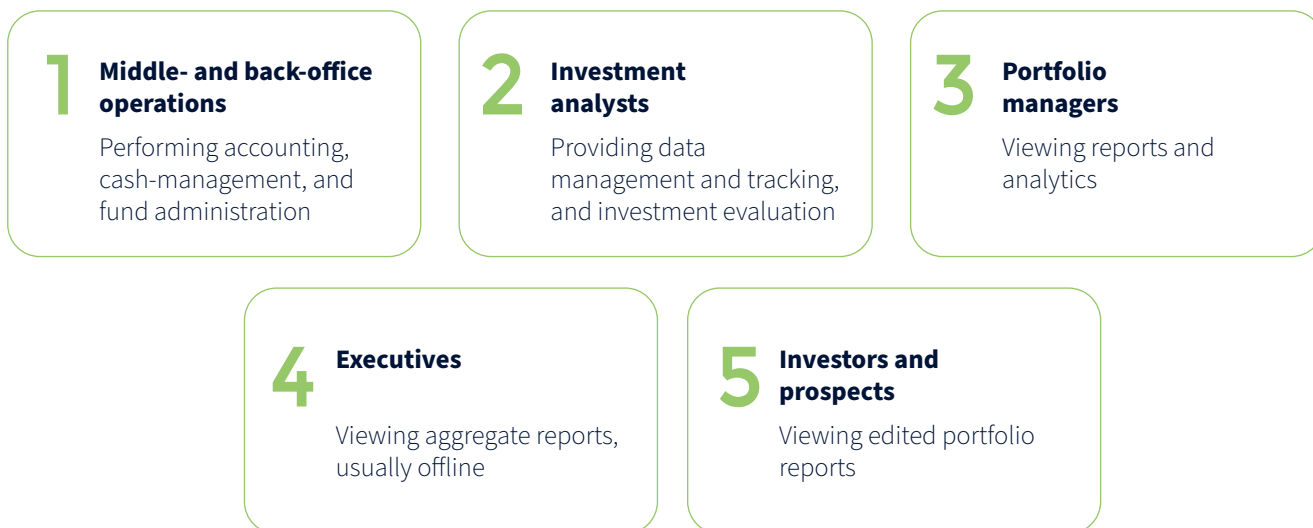 1
Middle- and back-office
operations
Performing accounting,
cash-management, and
fund administration
2
Investment
analysts
Providing data
management and tracking,
and investment evaluation
3
Portfolio
managers
Viewing reports and
analytics
4
Executives
Viewing aggregate reports,
usually offline
5
Investors and
prospects
Viewing edited portfolio
reports